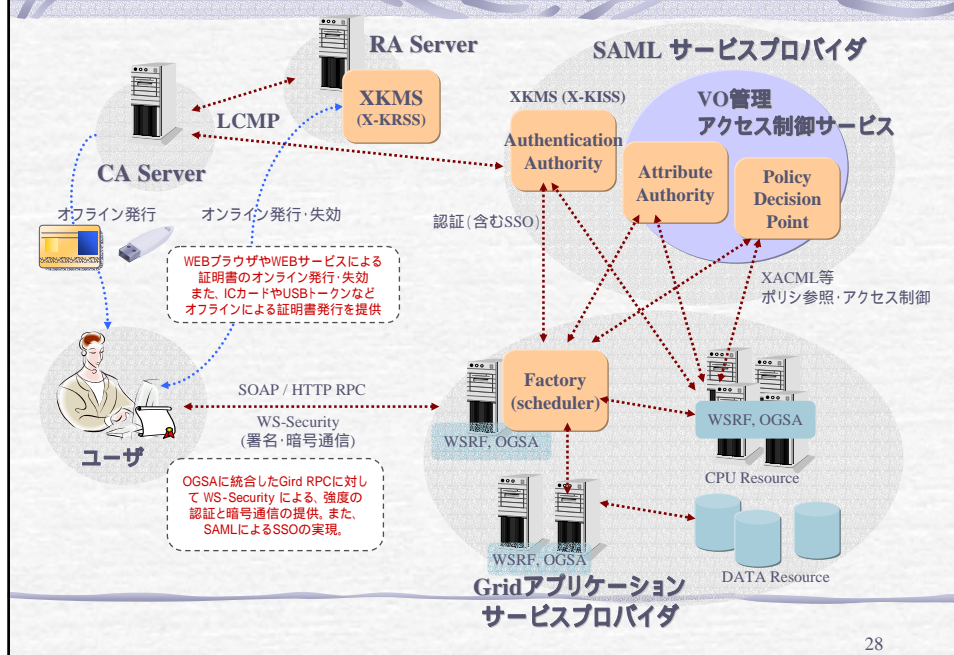 RA Server
SAML サービスプロバイダ
XKMS
(X-KRSS)
XKMS (X-KISS)
VO管理
アクセス制御サービス
LCMP
Authentication
Authority
Attribute
Authority
Policy
Decision
Point
CA Server
オフライン発行
オンライン発行・失効
認証(含むSSO)
WEBブラウザやWEBサービスによる
証明書のオンライン発行・失効
また、ICカードやUSBトークンなど
オフラインによる証明書発行を提供
XACML等
ポリシ参照・アクセス制御
SOAP / HTTP RPC
WS-Security
(署名・暗号通信)
ユーザ
Factory
(scheduler)
WSRF, OGSA
WSRF, OGSA
CPU Resource
OGSAに統合したGird RPCに対し
て WS-Security による、強度の
認証と暗号通信の提供。また、
SAMLによるSSOの実現。
WSRF, OGSA
DATA Resource
Gridアプリケーション
サービスプロバイダ
28